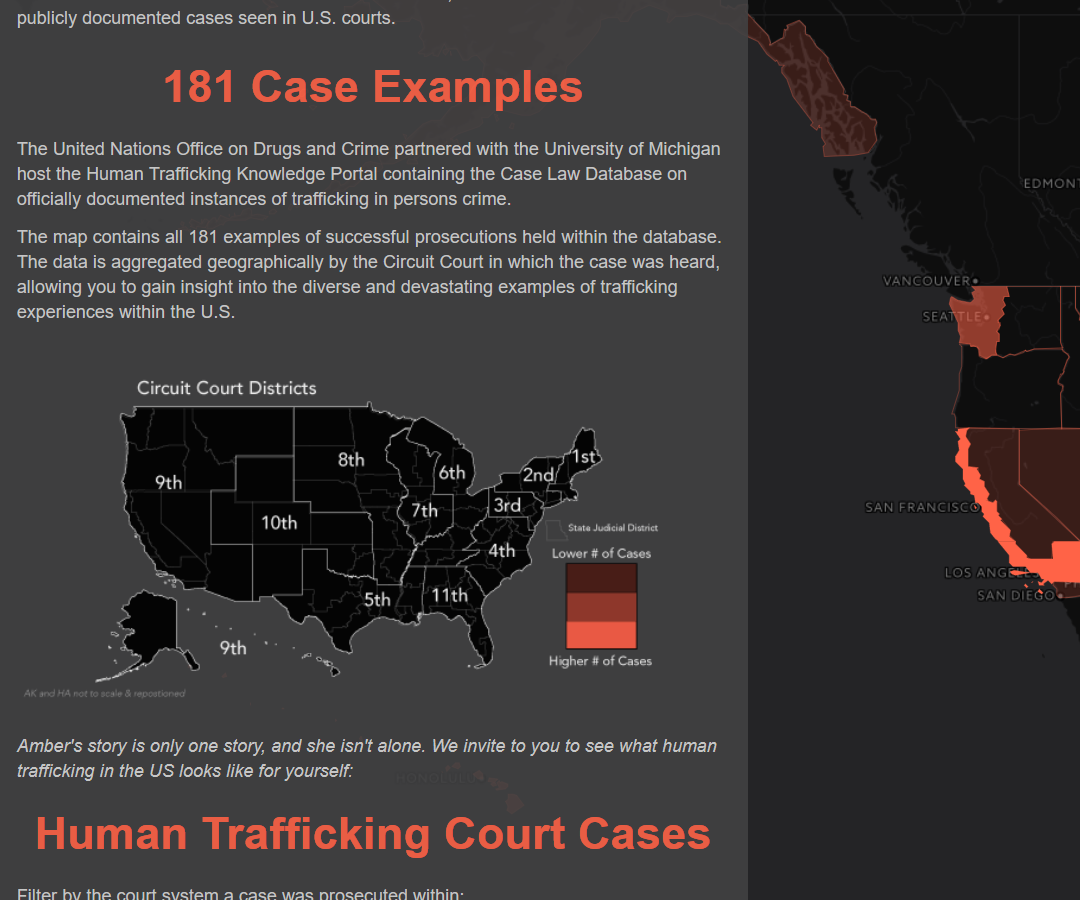 publicly documented cases seen in U.S. courts.
181 Case Examples
The United Nations Office on Drugs and Crime partnered with the University of Michigan
host the Human Trafficking Knowledge Portal containing the Case Law Database on
officially documented instances of trafficking in persons crime.
The map contains all 181 examples of successful prosecutions held within the database.
The data is aggregated geographically by the Circuit Court in which the case was heard,
allowing you to gain insight into the diverse and devastating examples of trafficking
experiences within the U.S.
Circuit Court Districts
1st
8th
6th
2nd
9th
3rd
7th
10th
State Judicial District
4th
Lower # of Cases
5th
11th
9th
Higher # of Cases
AK and HA not to scale & repostioned
Amber's story is only one story, and she isn't alone. We invite to you to see what human
trafficking in the US looks like for yourself:
HONOLULU
Human Trafficking Court Cases
Filter by the court system a case was prosecuted within:
EDMONT
VANCOUVER
SEATTLE
SAN FRANCISCO
LOS ANGELES
SAN DIEGO